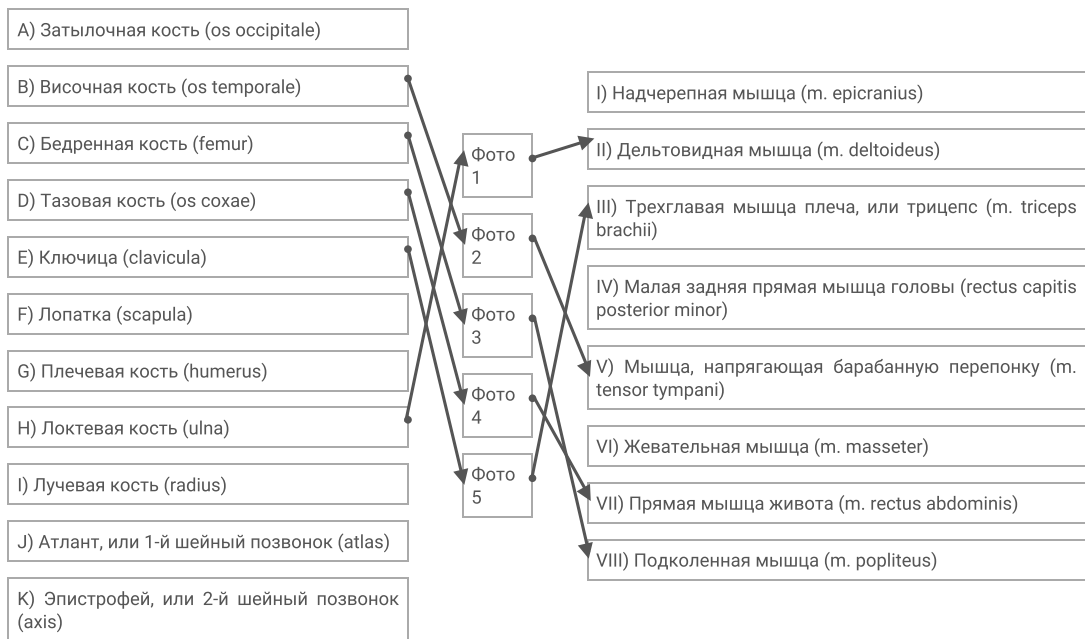 A) Затылочная кость (os occipitale)
B) Височная кость (os temporale)
C) Бедренная кость (femur)
D) Тазовая кость (os coxae)
E) Ключица (clavicula)
F) Лопатка (scapula)
G) Плечевая кость (humerus)
H) Локтевая кость (ulna)
I) Лучевая кость (radius)
J) Атлант, или 1-й шейный позвонок (atlas)
K) Эпистрофей, или 2-й шейный позвонок
(axis)
Фото
1
Фото
2
Фото
3
Фото
4
Фото
5
I) Надчерепная мышца (m. epicranius)
II) Дельтовидная мышца (m. deltoideus)
III) Трехглавая мышца плеча, или трицепс (m. triceps
brachii)
IV) Малая задняя прямая мышца головы (rectus capitis
posterior minor)
V) Мышца, напрягающая барабанную перепонку (m.
tensor tympani)
VI) Жевательная мышца (m. masseter)
VII) Прямая мышца живота (m. rectus abdominis)
VIII) Подколенная мышца (m. popliteus)